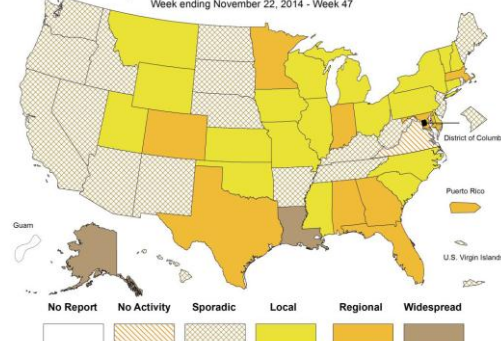 Week ending November 22, 2014 - Week 47
District of Columb
Puerto Rico
Guam
U.S. Virgin Islands
No Report No Activity Sporadic Local Regional Widespread